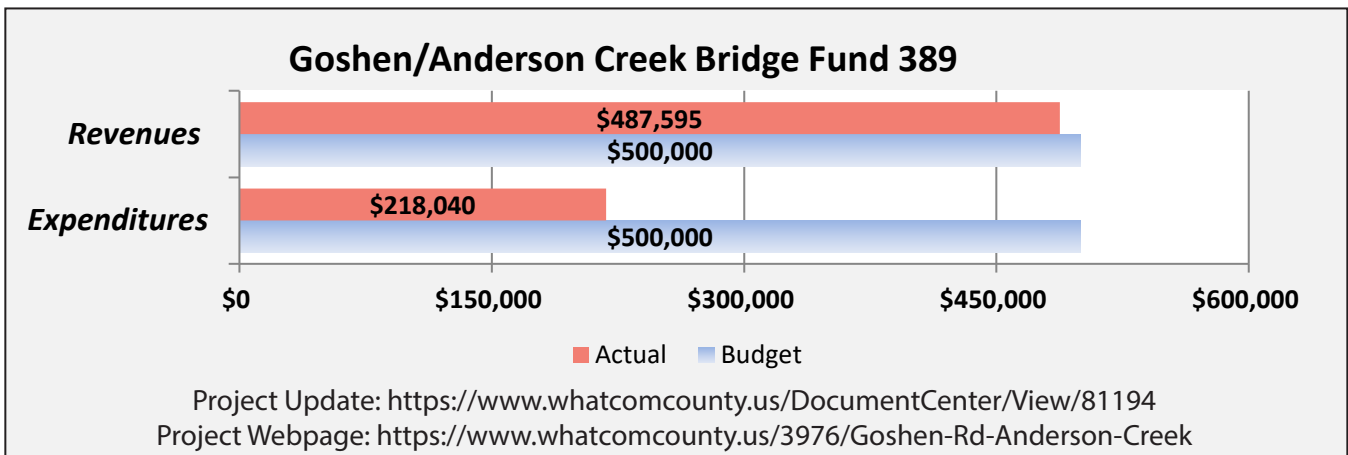 Goshen/Anderson Creek Bridge Fund 389
Revenues
$487,595
$500,000
Expenditures
$218,040
$500,000
$0 $150,000 $300,000 $450,000 $600,000
Actual Budget
Project Update: https://www.whatcomcounty.us/DocumentCenter/View/81194
Project Webpage: https://www.whatcomcounty.us/3976/Goshen-Rd-Anderson-Creek